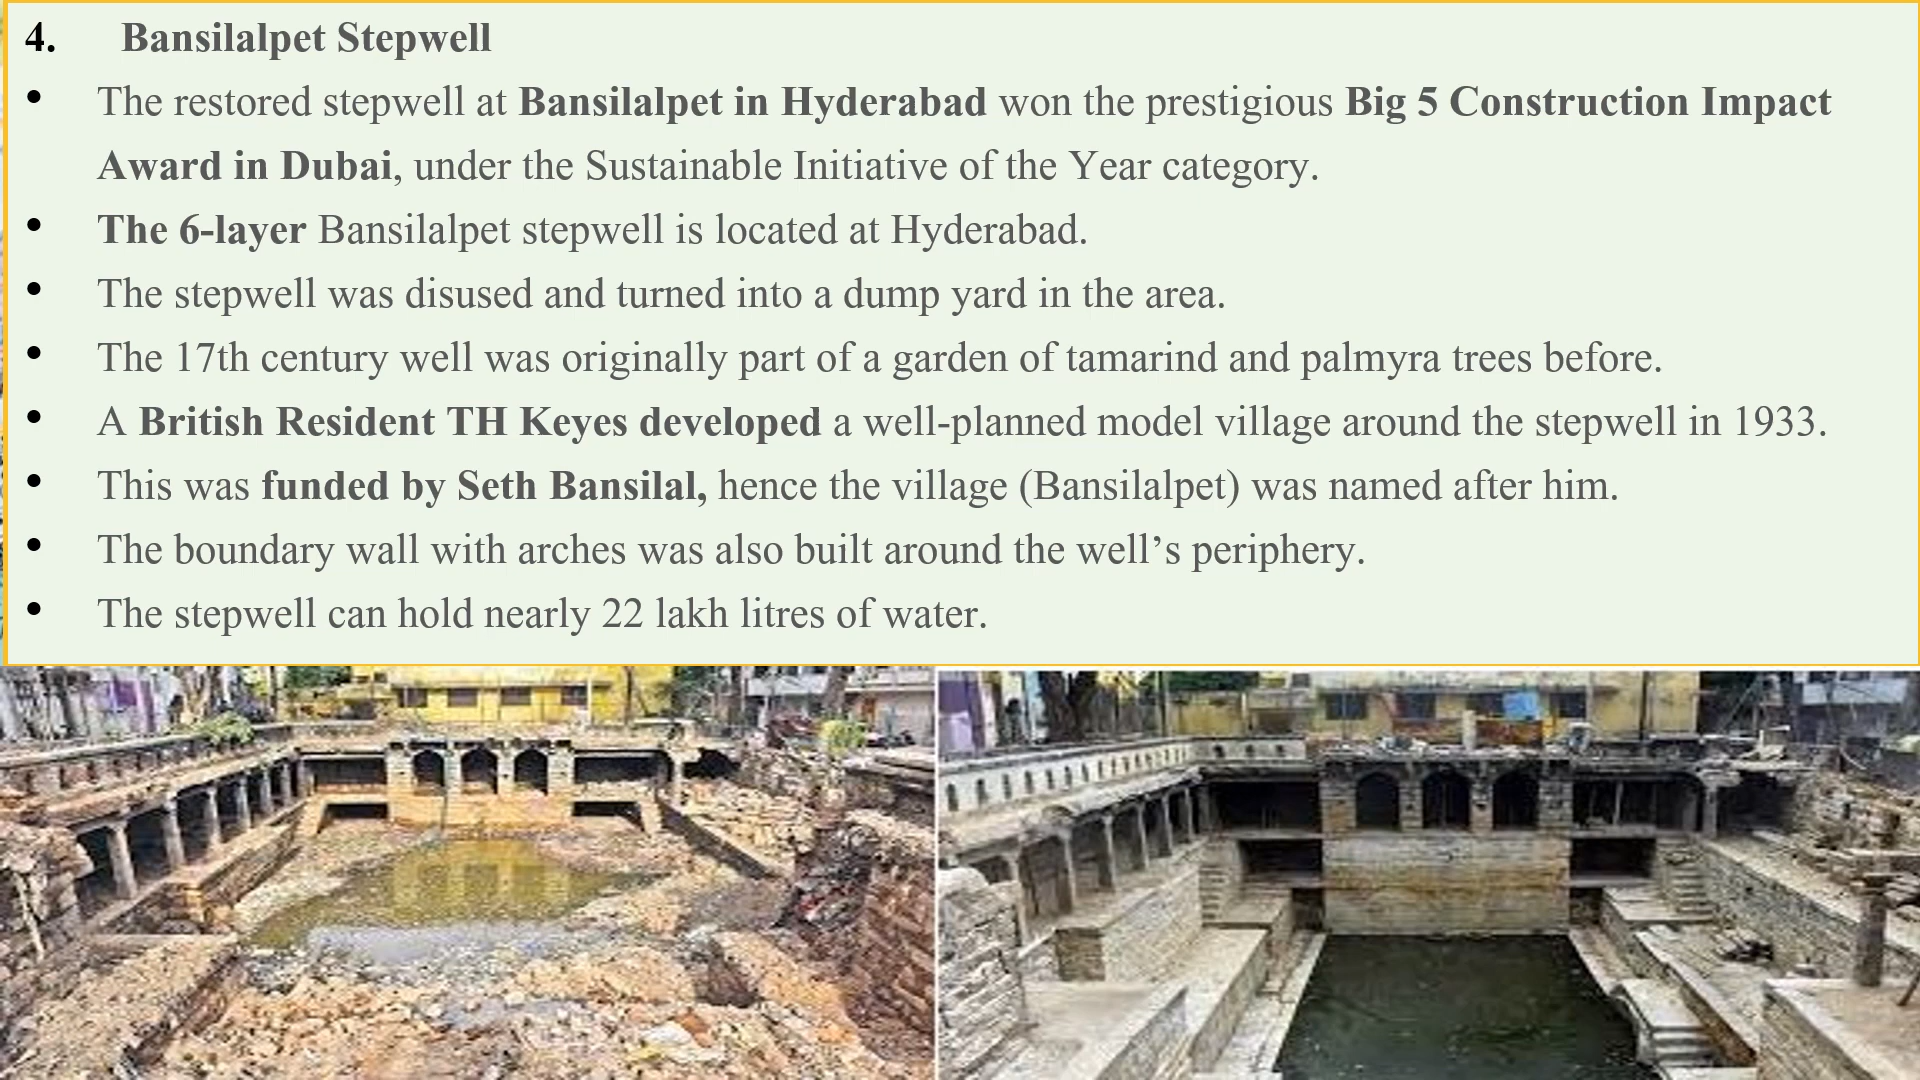 4. Bansilalpet Stepwell
• The restored stepwell at Bansilalpet in Hyderabad won the prestigious Big 5 Construction Impact
Award in Dubai, under the Sustainable Initiative of the Year category.
• The 6-layer Bansilalpet stepwell is located at Hyderabad.
• The stepwell was disused and turned into a dump yard in the area.
• The 17th century well was originally part of a garden of tamarind and palmyra trees before.
• A British Resident TH Keyes developed a well-planned model village around the stepwell in 1933.
• This was funded by Seth Bansilal, hence the village (Bansilalpet) was named after him.
• The boundary wall with arches was also built around the well’s periphery.
• The stepwell can hold nearly 22 lakh litres of water.